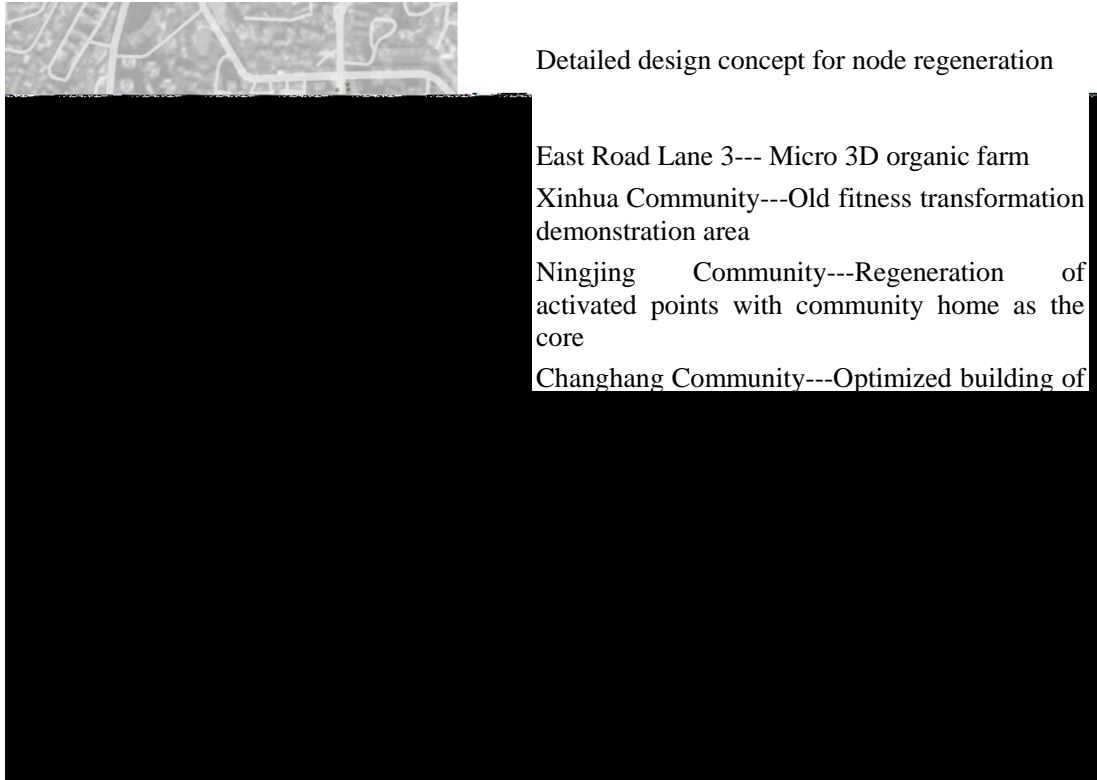 Detailed design concept for node regeneration
East Road Lane 3--- Micro 3D organic farm
Xinhua Community---Old fitness transformation
demonstration area
Ningjing Community---Regeneration of
activated points with community home as the
core
Changhang Community---Optimized building of